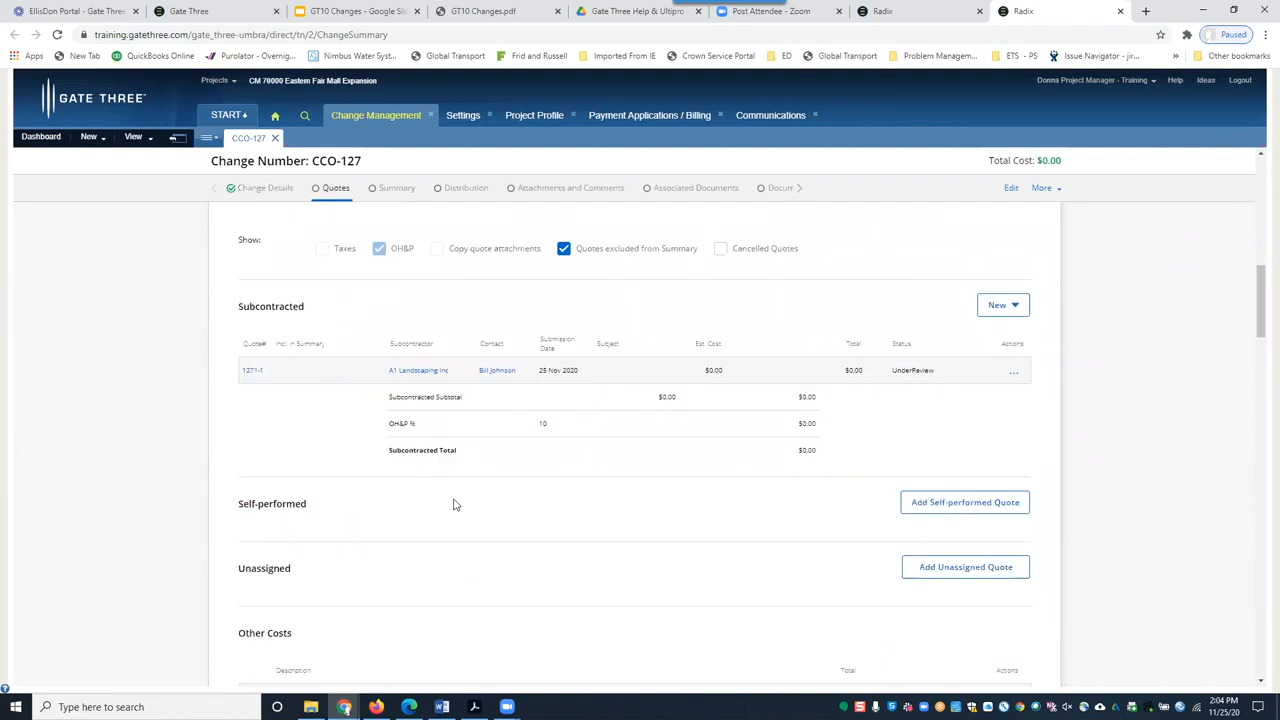 EllisDon Portal - Gate Three
Gate Three
GT10 Changes - Google Sli
GT10 Changes.pdf
Gate Three Help & Ultipro
Post Attendee - Zoom
Radix
Radix
training.gatethree.com/gate_three-umbra/direct/tn/2/ChangeSummary
Paused
Apps
New Tab
QuickBooks Online
Purolator - Overnig...
Nimbus Water Syst...
Global Transport
Frid and Russell
Imported From IE
Crown Service Portal
ED
Global Transport
Problem Managem...
ETS - PS
Issue Navigator - jir...
Other bookmarks
GATE THREE
Projects
CM 70000 Eastern Fair Mall Expansion
Donna Project Manager - Training
Help
Ideas
Logout
START
Change Management
Settings
Project Profile
Payment Applications / Billing
Communications
Dashboard
New
View
CCO-127
Change Number: CCO-127
Total Cost: $0.00
Change Details
Quotes
Summary
Distribution
Attachments and Comments
Associated Documents
Docum
Edit
More
Show:
Taxes
OH&P
Copy quote attachments
Quotes excluded from Summary
Cancelled Quotes
Subcontracted
New
Quote#
Incl. in Summary
Subcontractor
Contact
Submission Date
Subject
Est. Cost
Total
Status
Actions
1271-1
A1 Landscaping Inc
Bill Johnson
25 Nov 2020
$0.00
$0.00
UnderReview
...
Subcontracted Subtotal
$0.00
$0.00
OH&P %
10
$0.00
Subcontracted Total
$0.00
Self-performed
Add Self-performed Quote
Unassigned
Add Unassigned Quote
Other Costs
Description
Total
Actions
Type here to search
2:04 PM
11/25/20